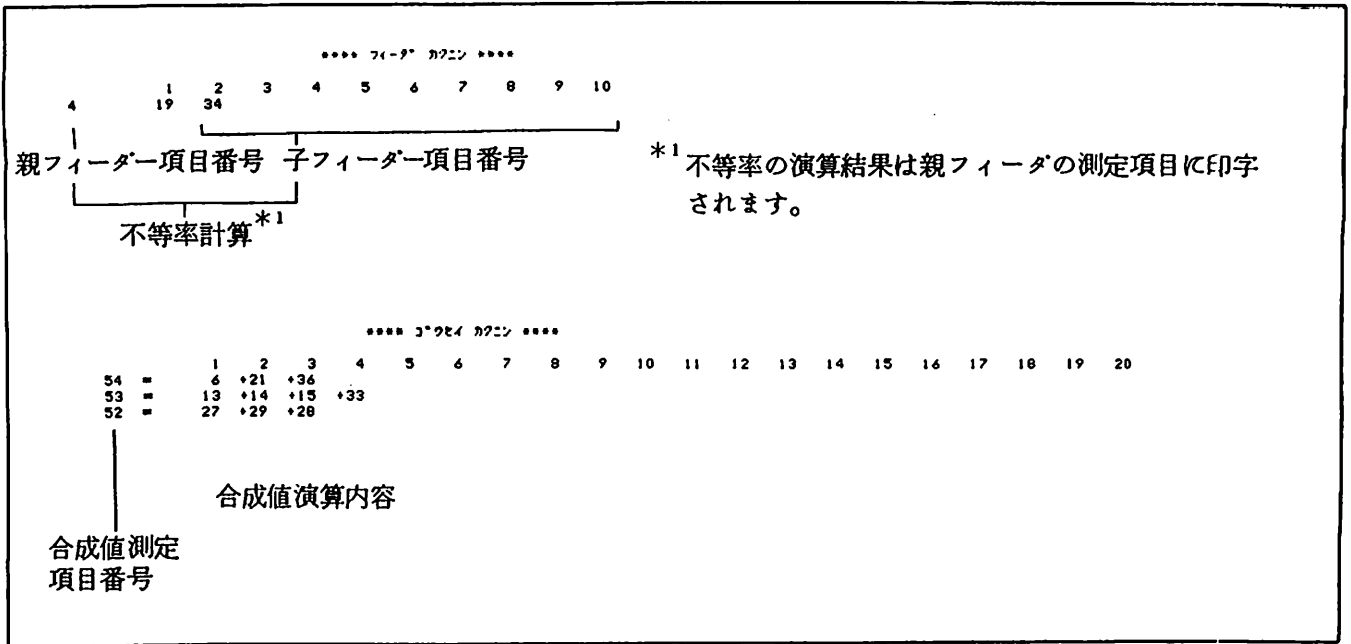 **** フィーダ カクニン ****
1 2 3 4 5 6 7 8 9 10
4 19 34
親フィーダー項目番号 子フィーダー項目番号
不等率計算*1
*1 不等率の演算結果は親フィーダの測定項目に印字
されます。
**** ゴウセイ カクニン ****
1 2 3 4 5 6 7 8 9 10 11 12 13 14 15 16 17 18 19 20
54 = 6 +21 +36
53 = 13 +14 +15 +33
52 = 27 +29 +28
合成値演算内容
合成値測定
項目番号